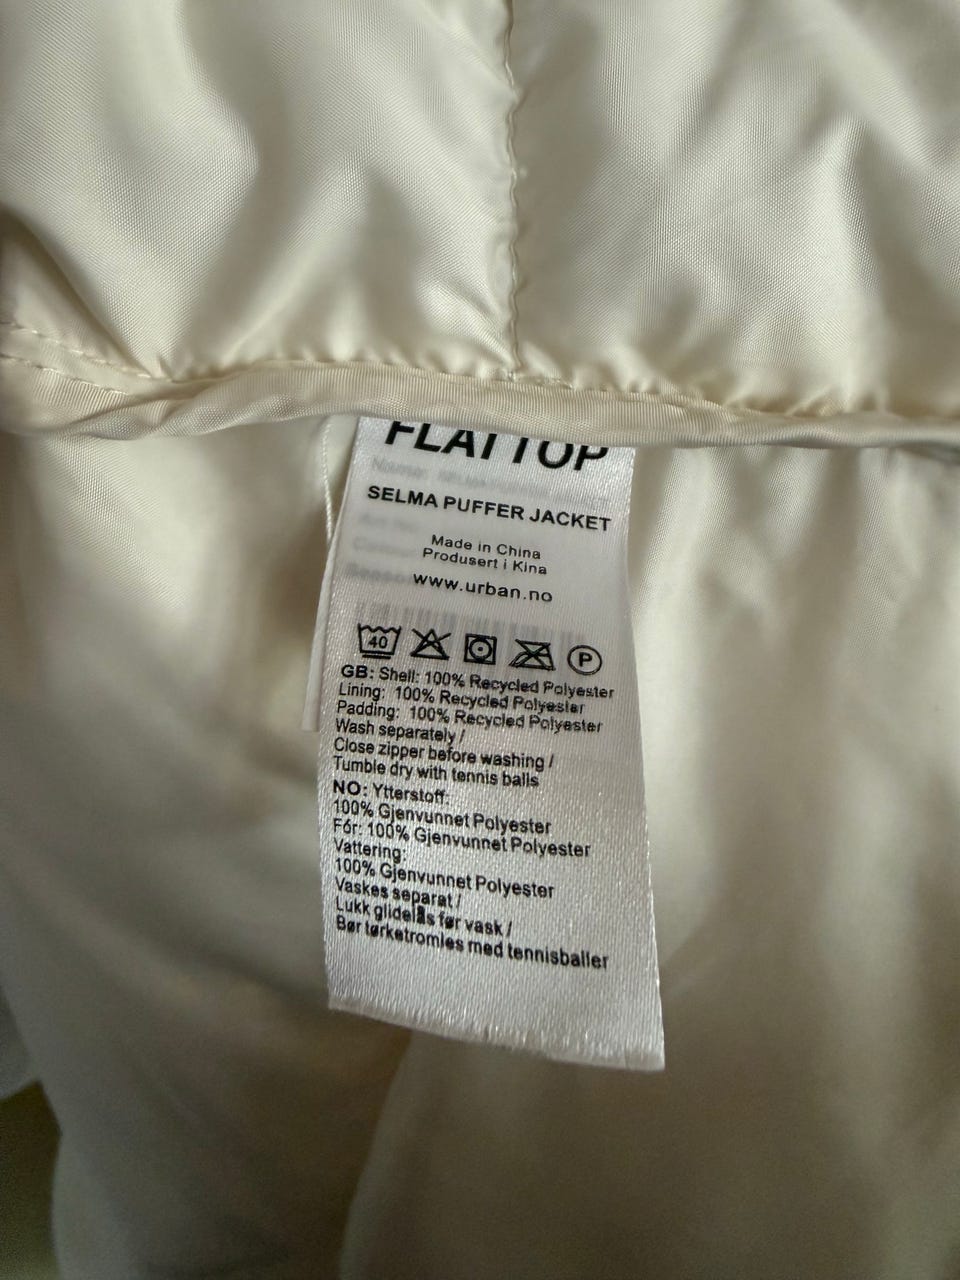 FLATTOP
SELMA PUFFER JACKET
Made in China
Produsert i Kina
www.urban.no
40
P
GB: Shell: 100% Recycled Polyester
Lining: 100% Recycled Polyester
Padding: 100% Recycled Polyester
Wash separately /
Close zipper before washing /
Tumble dry with tennis balls
NO: Ytterstoff:
100% Gjenvunnet Polyester
Fór: 100% Gjenvunnet Polyester
Vattering:
100% Gjenvunnet Polyester
Vaskes separat /
Lukk glidelås før vask /
Bør tørketromles med tennisballer